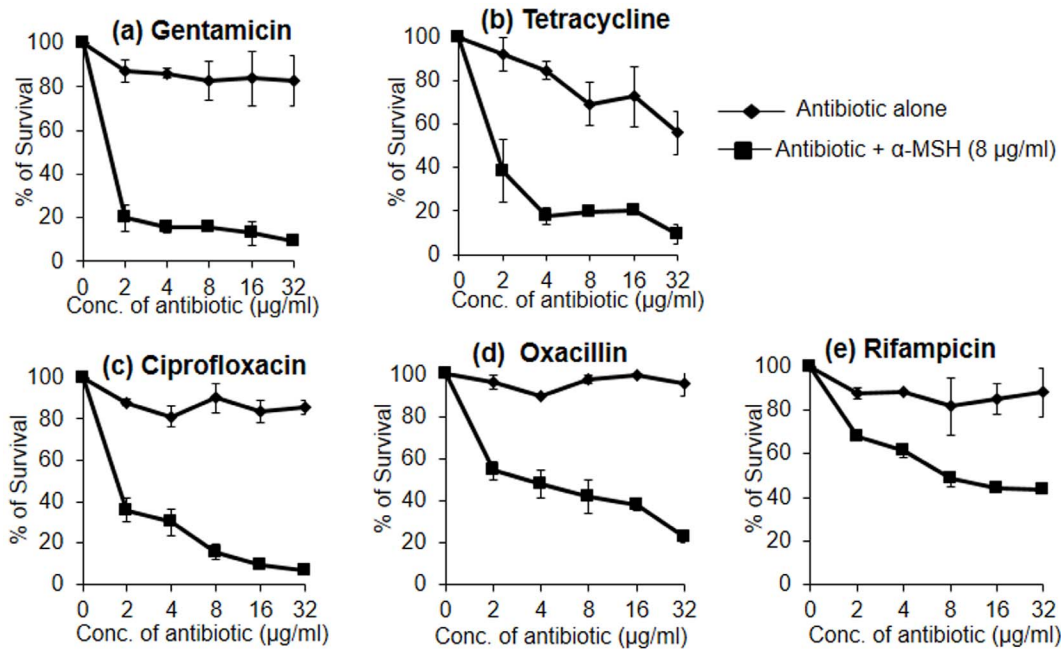 (a) Gentamicin
100
80
60
40
20
0
% of Survival
0 2 4 8 16 32
Conc. of antibiotic (µg/ml)
(b) Tetracycline
100
80
60
40
20
0
% of Survival
0 2 4 8 16 32
Conc. of antibiotic (µg/ml)
Antibiotic alone
Antibiotic + α-MSH (8 µg/ml)
(c) Ciprofloxacin
100
80
60
40
20
0
% of Survival
0 2 4 8 16 32
Conc. of antibiotic (µg/ml)
(d) Oxacillin
100
80
60
40
20
0
% of Survival
0 2 4 8 16 32
Conc. of antibiotic (µg/ml)
(e) Rifampicin
100
80
60
40
20
0
% of Survival
0 2 4 8 16 32
Conc. of antibiotic (µg/ml)